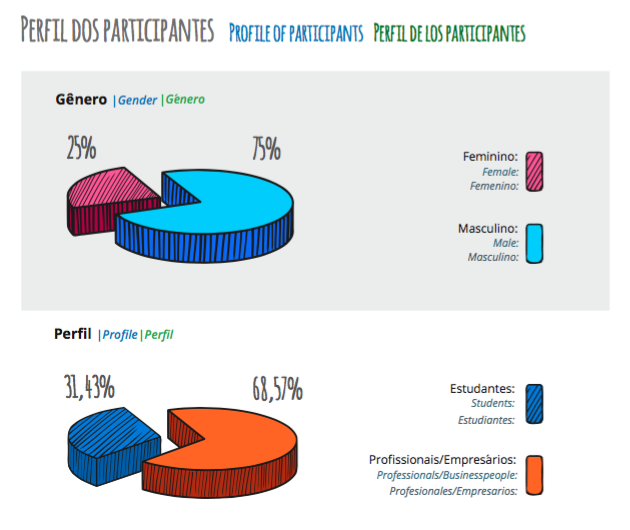 PERFIL DOS PARTICIPANTES PROFILE OF PARTICIPANTS PERFIL DE LOS PARTICIPANTES
Gênero |Gender |Género
25% 75%
Feminino:
Female:
Femenino:
Masculino:
Male:
Masculino:
Perfil |Profile |Perfil
31,43% 68,57%
Estudantes:
Students:
Estudiantes:
Profissionais/Empresàrios:
Professionals/Businesspeople:
Profesionales/Empresarios: